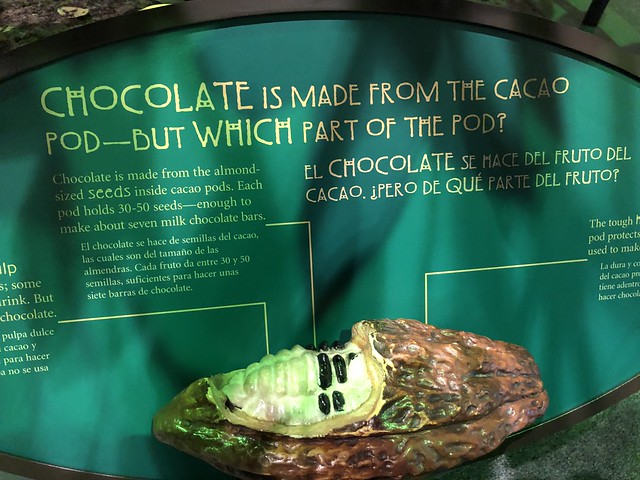 CHOCOLATE IS MADE FROM THE CACAO
POD—BUT WHICH PART OF THE POD?
EL CHOCOLATE SE HACE DEL FRUTO DEL
CACAO. ¿PERO DE QUÉ PARTE DEL FRUTO?
Chocolate is made from the almond-
sized seeds inside cacao pods. Each
pod holds 30-50 seeds—enough to
make about seven milk chocolate bars.
El chocolate se hace de semillas del cacao,
las cuales son del tamaño de las
almendras. Cada fruto da entre 30 y 50
semillas, suficientes para hacer unas
siete barras de chocolate.
ulp
s; some
drink. But
chocolate.
pulpa dulce
cacao y
para hacer
a no se usa
The tough
pod protects
used to make
La dura y
del cacao
tiene adentro
hacer